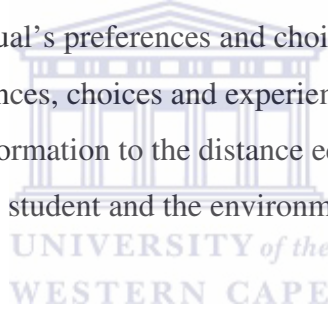 ual’s preferences and choi
nces, choices and experien
ormation to the distance e
student and the environm
UNIVERSITY of the
WESTERN CAPE